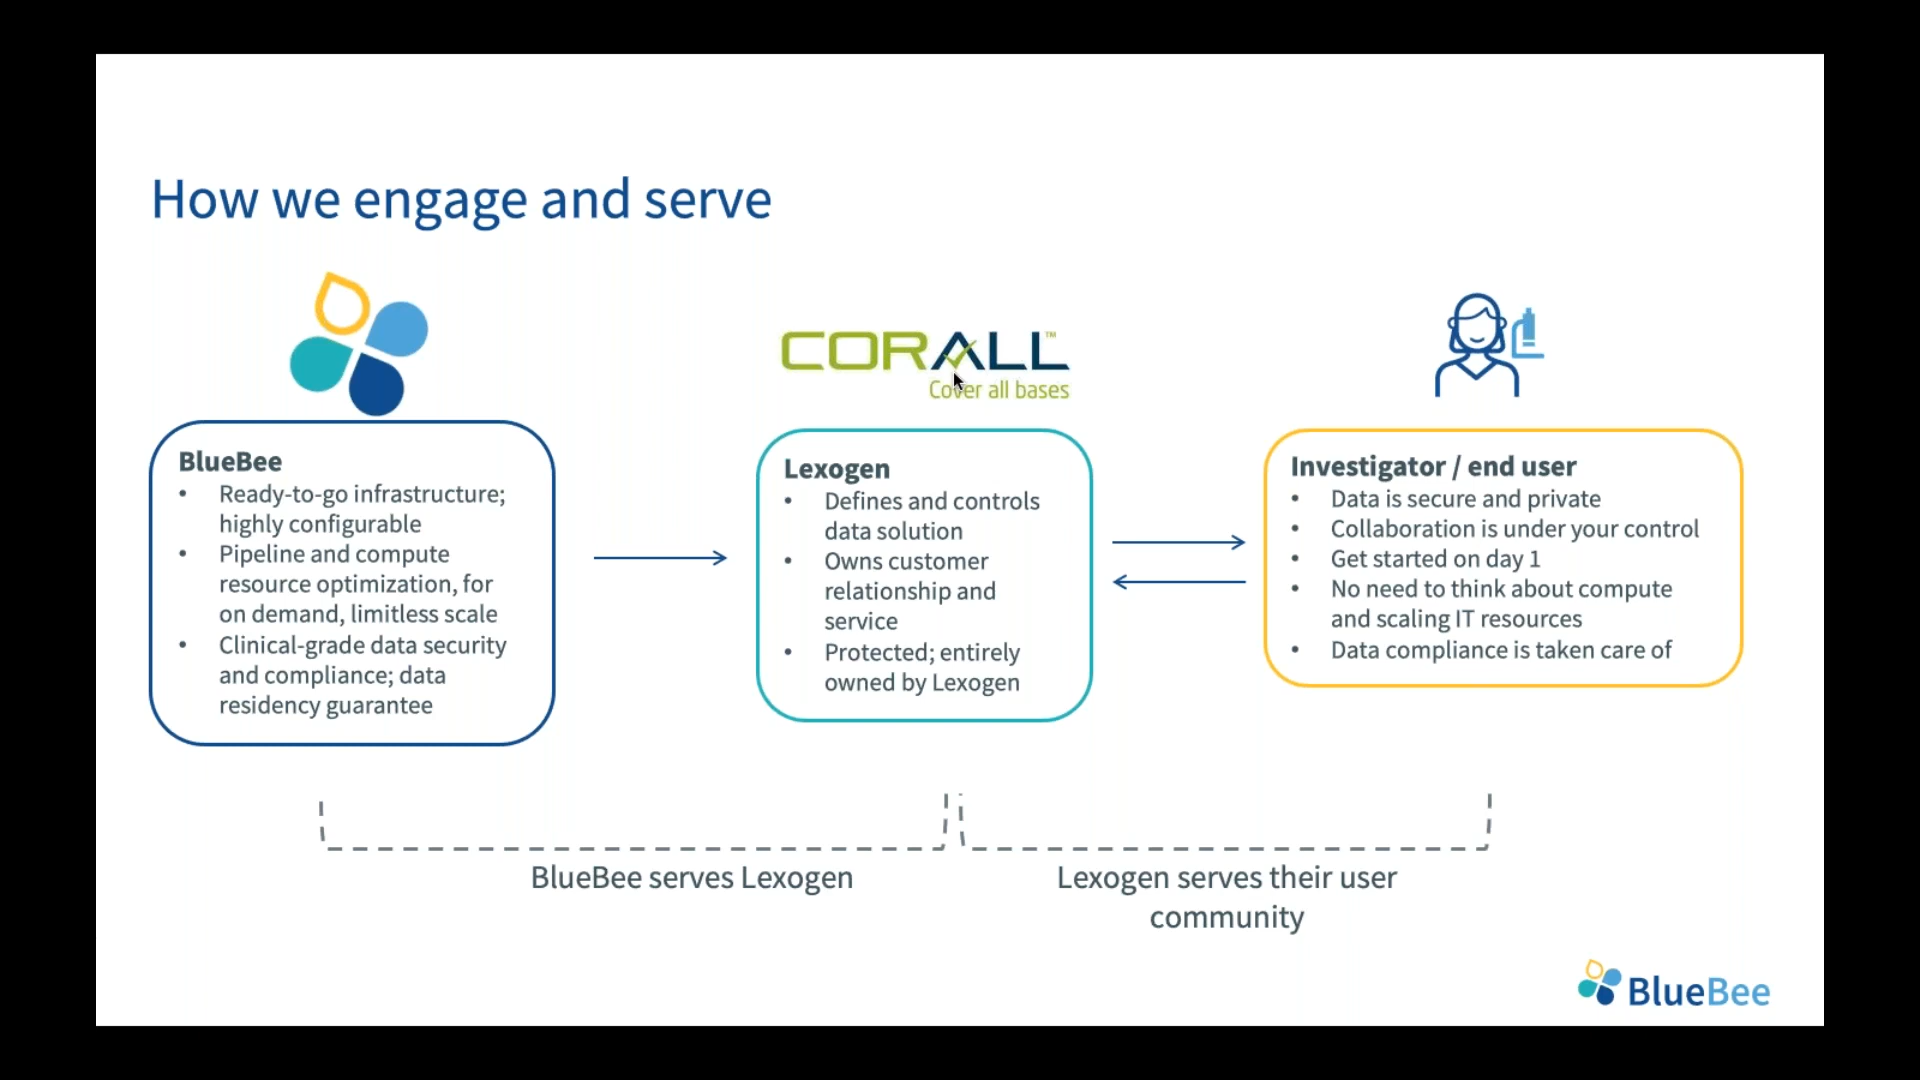 How we engage and serve
CORALL™
Cover all bases
BlueBee
• Ready-to-go infrastructure;
highly configurable
• Pipeline and compute
resource optimization, for
on demand, limitless scale
• Clinical-grade data security
and compliance; data
residency guarantee
Lexogen
• Defines and controls
data solution
• Owns customer
relationship and
service
• Protected; entirely
owned by Lexogen
Investigator / end user
• Data is secure and private
• Collaboration is under your control
• Get started on day 1
• No need to think about compute
and scaling IT resources
• Data compliance is taken care of
BlueBee serves Lexogen
Lexogen serves their user
community
BlueBee